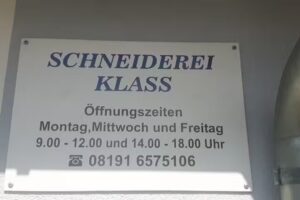 SCHNEIDEREI
KLASS
Öffnungszeiten
Montag,Mittwoch und Freitag
9.00 - 12.00 und 14.00 - 18.00 Uhr
☎ 08191 6575106